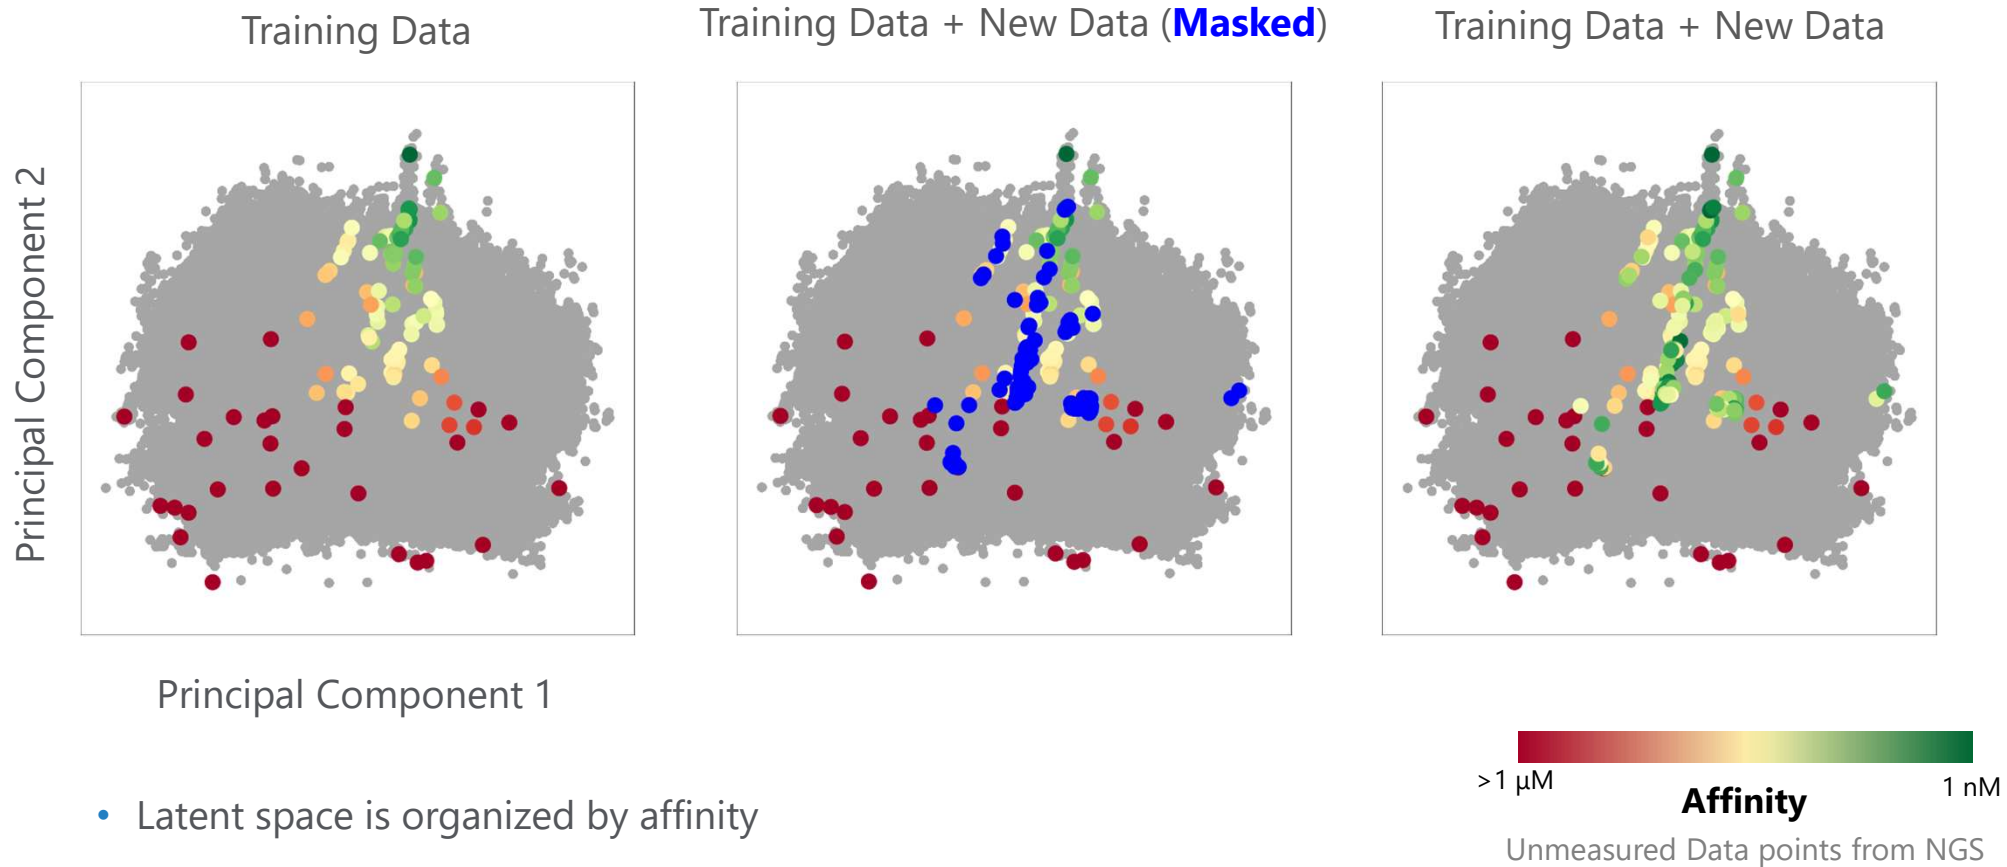 Training Data
Training Data + New Data (Masked)
Training Data + New Data
Principal Component 2
Principal Component 1
>1 μM
1 nM
Affinity
Unmeasured Data points from NGS
• Latent space is organized by affinity